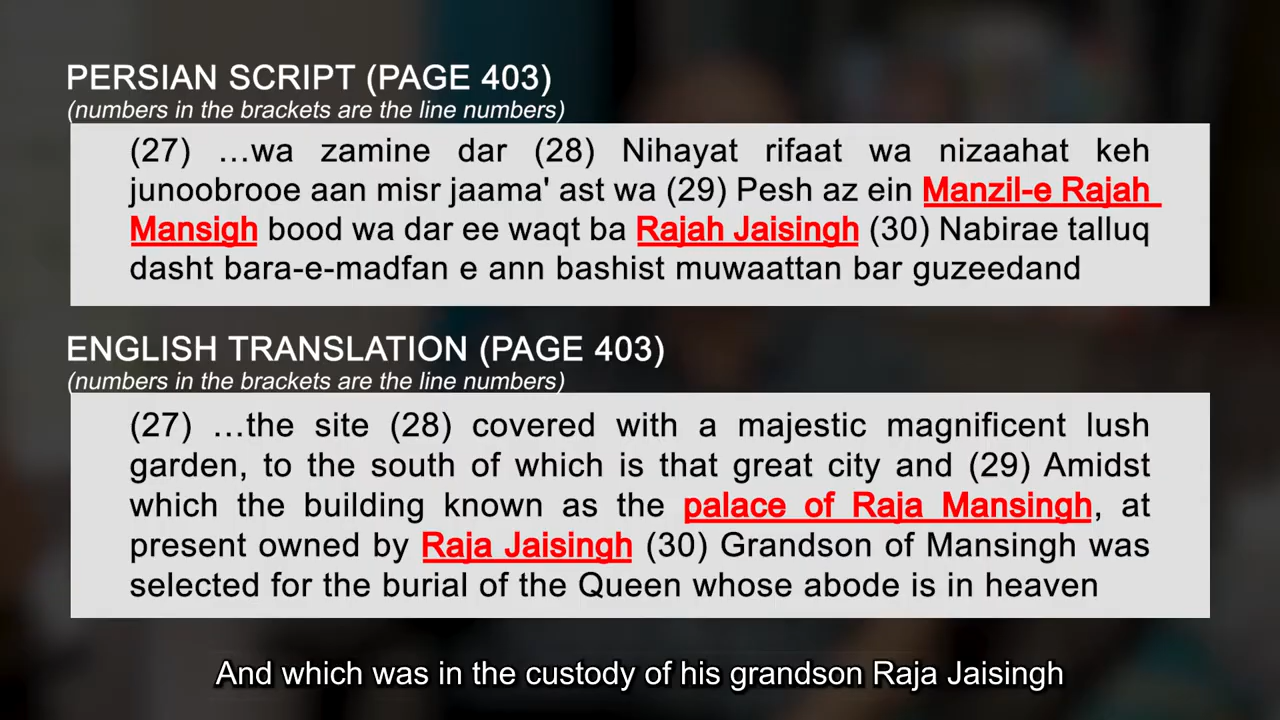 PERSIAN SCRIPT (PAGE 403)
(numbers in the brackets are the line numbers)
(27) ...wa zamine dar (28) Nihayat rifaat wa nizaahat keh
junoobrooe aan misr jaama' ast wa (29) Pesh az ein Manzil-e Rajah
Mansigh bood wa dar ee waqt ba Rajah Jaisingh (30) Nabirae talluq
dasht bara-e-madfan e ann bashist muwaattan bar guzeedand
ENGLISH TRANSLATION (PAGE 403)
(numbers in the brackets are the line numbers)
(27) ...the site (28) covered with a majestic magnificent lush
garden, to the south of which is that great city and (29) Amidst
which the building known as the palace of Raja Mansingh, at
present owned by Raja Jaisingh (30) Grandson of Mansingh was
selected for the burial of the Queen whose abode is in heaven
And which was in the custody of his grandson Raja Jaisingh